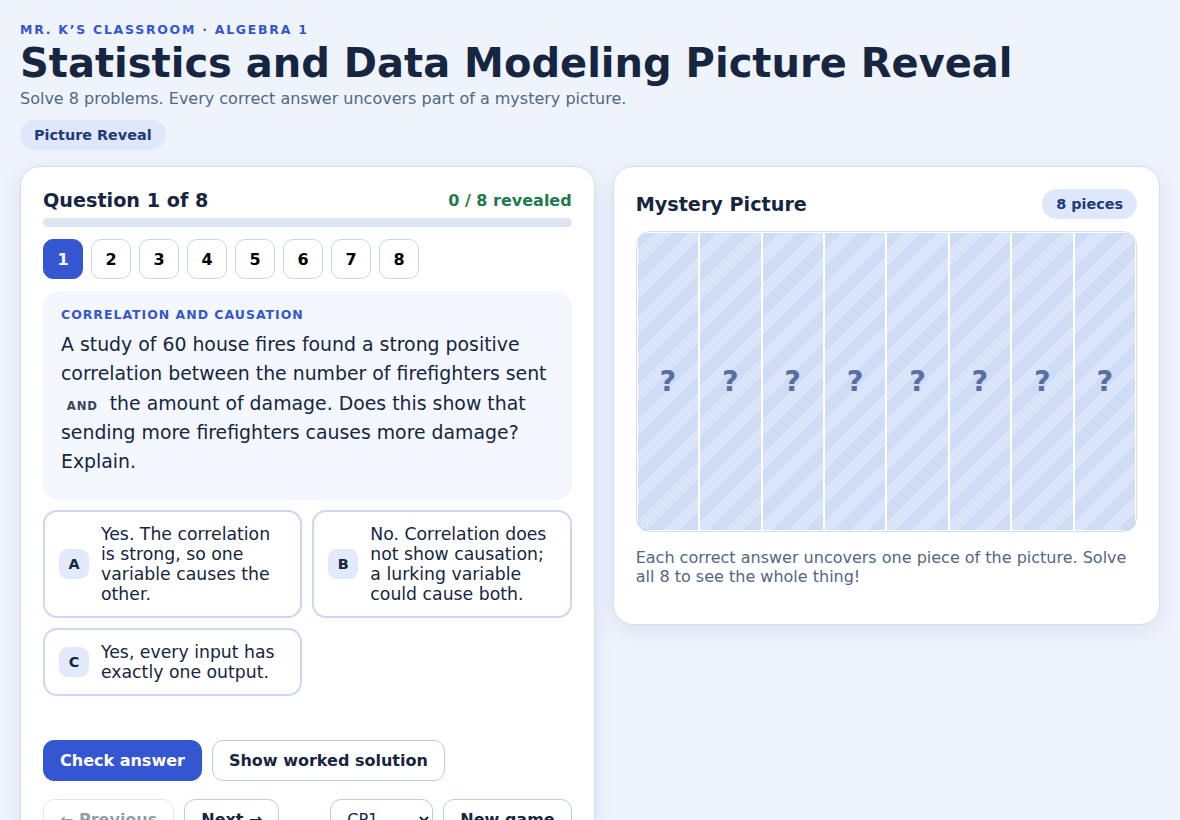 MR. K’S CLASSROOM · ALGEBRA 1
Statistics and Data Modeling Picture Reveal
Solve 8 problems. Every correct answer uncovers part of a mystery picture.
Picture Reveal
Question 1 of 8
0 / 8 revealed
1 2 3 4 5 6 7 8
CORRELATION AND CAUSATION
A study of 60 house fires found a strong positive
correlation between the number of firefighters sent
AND the amount of damage. Does this show that
sending more firefighters causes more damage?
Explain.
A
Yes. The correlation
is strong, so one
variable causes the
other.
B
No. Correlation does
not show causation;
a lurking variable
could cause both.
C
Yes, every input has
exactly one output.
Check answer
Show worked solution
← Previous
Next →
CP1
New game
Mystery Picture
8 pieces
? ? ? ? ? ? ? ?
Each correct answer uncovers one piece of the picture. Solve
all 8 to see the whole thing!